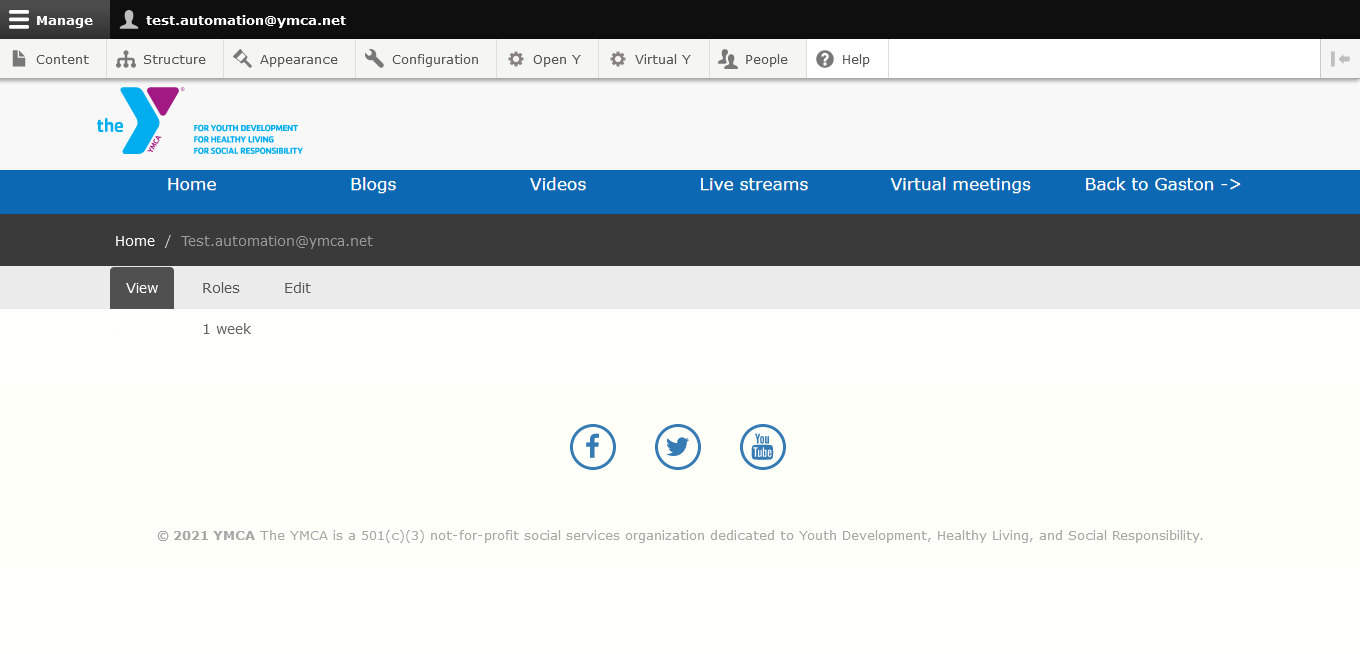 Manage test.automation@ymca.net
Content Structure Appearance Configuration Open Y Virtual Y People Help
the YMCA ®
FOR YOUTH DEVELOPMENT
FOR HEALTHY LIVING
FOR SOCIAL RESPONSIBILITY
Home Blogs Videos Live streams Virtual meetings Back to Gaston ->
Home / Test.automation@ymca.net
View Roles Edit
1 week
You
Tube
© 2021 YMCA The YMCA is a 501(c)(3) not-for-profit social services organization dedicated to Youth Development, Healthy Living, and Social Responsibility.